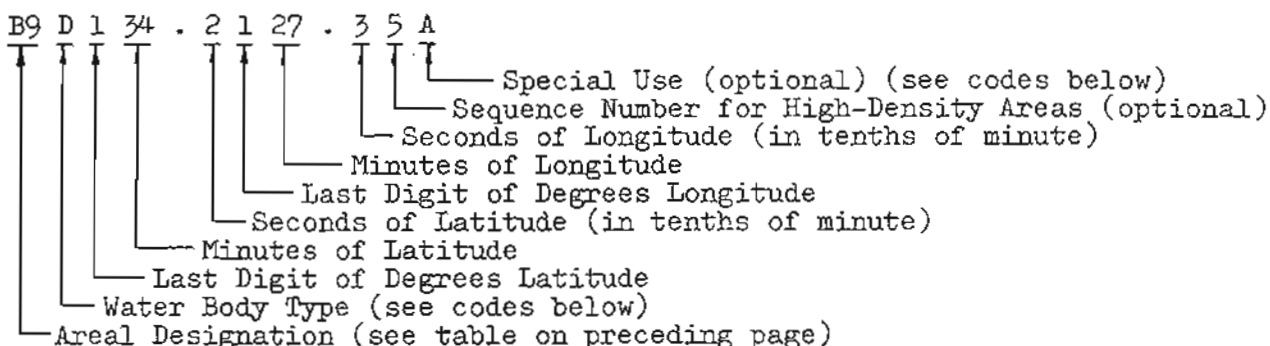 B9 D 1 34 . 2 1 27 . 3 5 A
Special Use (optional) (see codes below)
Sequence Number for High-Density Areas (optional)
Seconds of Longitude (in tenths of minute)
Minutes of Longitude
Last Digit of Degrees Longitude
Seconds of Latitude (in tenths of minute)
Minutes of Latitude
Last Digit of Degrees Latitude
Water Body Type (see codes below)
Areal Designation (see table on preceding page)